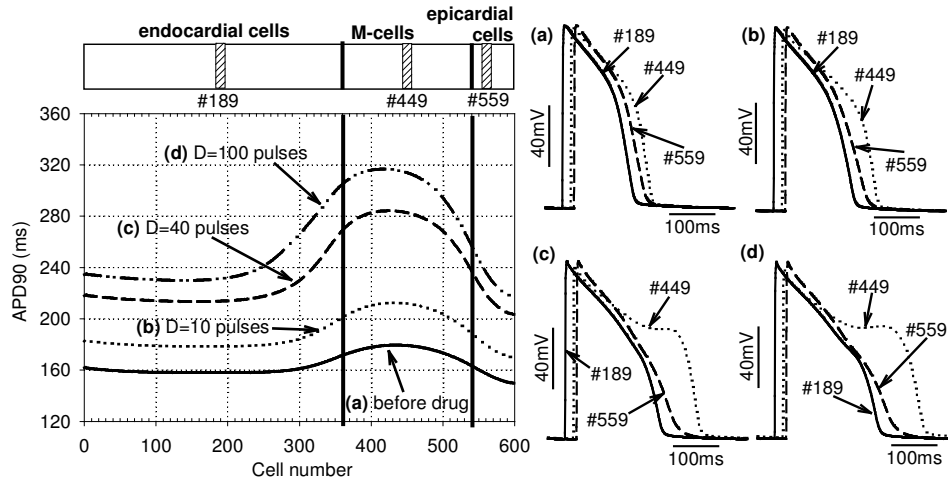 endocardial cells
M-cells
epicardial
cells
#189
#449
#559
360
320
280
240
200
160
120
APD90 (ms)
(d) D=100 pulses
(c) D=40 pulses
(b) D=10 pulses
(a) before drug
0
100
200
300
400
500
600
Cell number
(a)
#189
#449
#559
40mV
100ms
(b)
#189
#449
#559
40mV
100ms
(c)
#449
#189
#559
40mV
100ms
(d)
#449
#559
#189
40mV
100ms